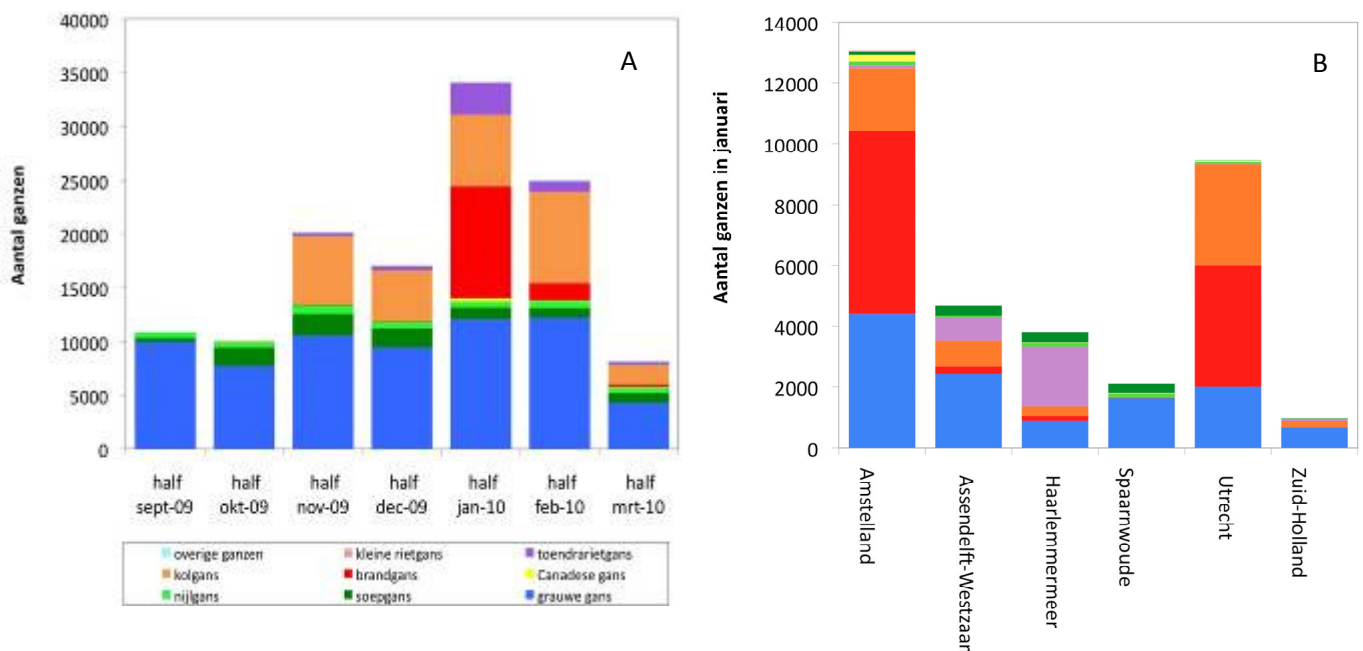 A
Aantal ganzen
40000
35000
30000
25000
20000
15000
10000
5000
0
half sept-09
half okt-09
half nov-09
half dec-09
half jan-10
half feb-10
half mrt-10
overige ganzen
kleine rietgans
toendrarietgans
kolgans
brandgans
Canadese gans
nijlgans
soepgans
grauwe gans
B
Aantal ganzen in januari
14000
12000
10000
8000
6000
4000
2000
0
Amstelland
Assendelft-Westzaan
Haarlemmermeer
Spaarnwoude
Utrecht
Zuid-Holland